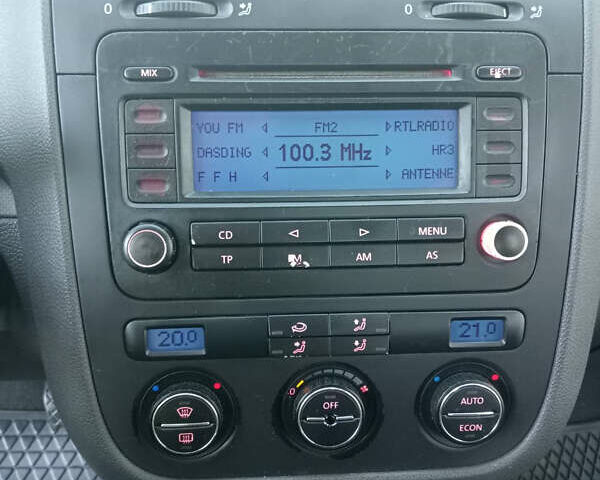 0 0
MIX EJECT
YOU FM FM2 RTLRADIO
DASDING 100.3 MHz HR3
F F H ANTENNE
CD MENU
TP AM AS
20.0 21.0
0 OFF AUTO
ECON